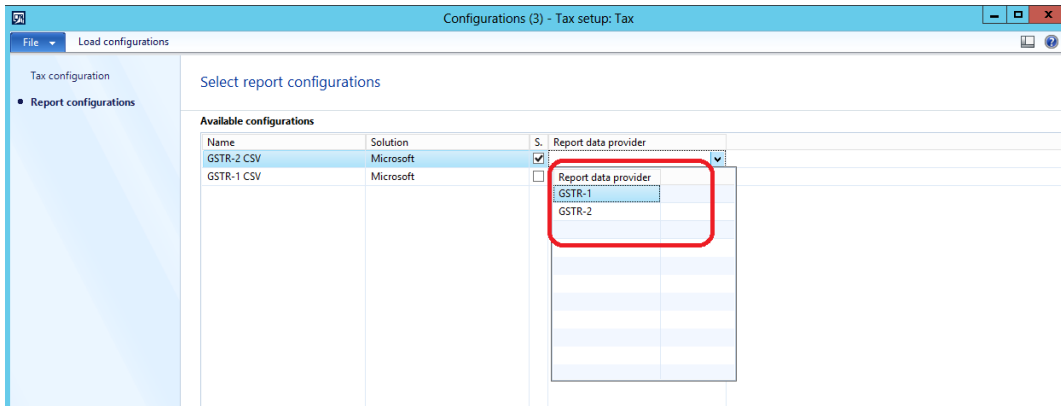 Configurations (3) - Tax setup: Tax
File Load configurations
Tax configuration
Report configurations
Select report configurations
Available configurations
Name Solution S. Report data provider
GSTR-2 CSV Microsoft
GSTR-1 CSV Microsoft
Report data provider
GSTR-1
GSTR-2